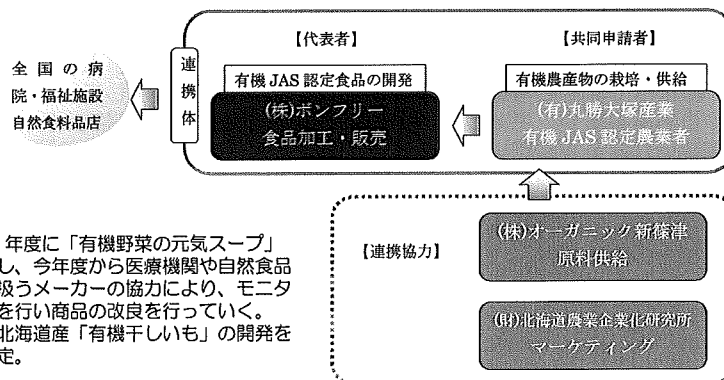 【代表者】
【共同申請者】
全国の病
院・福祉施設
自然食料品店
連携体
有機 JAS 認定食品の開発
(株)ボンフリー
食品加工・販売
有機農産物の栽培・供給
(有)丸勝大塚産業
有機 JAS 認定農業者
【連携協力】
(株)オーガニック新篠津
原料供給
(財)北海道農業企業化研究所
マーケティング
年度に「有機野菜の元気スープ」
し、今年度から医療機関や自然食品
扱うメーカーの協力により、モニタ
を行い商品の改良を行っていく。
北海道産「有機干しいも」の開発を
定。